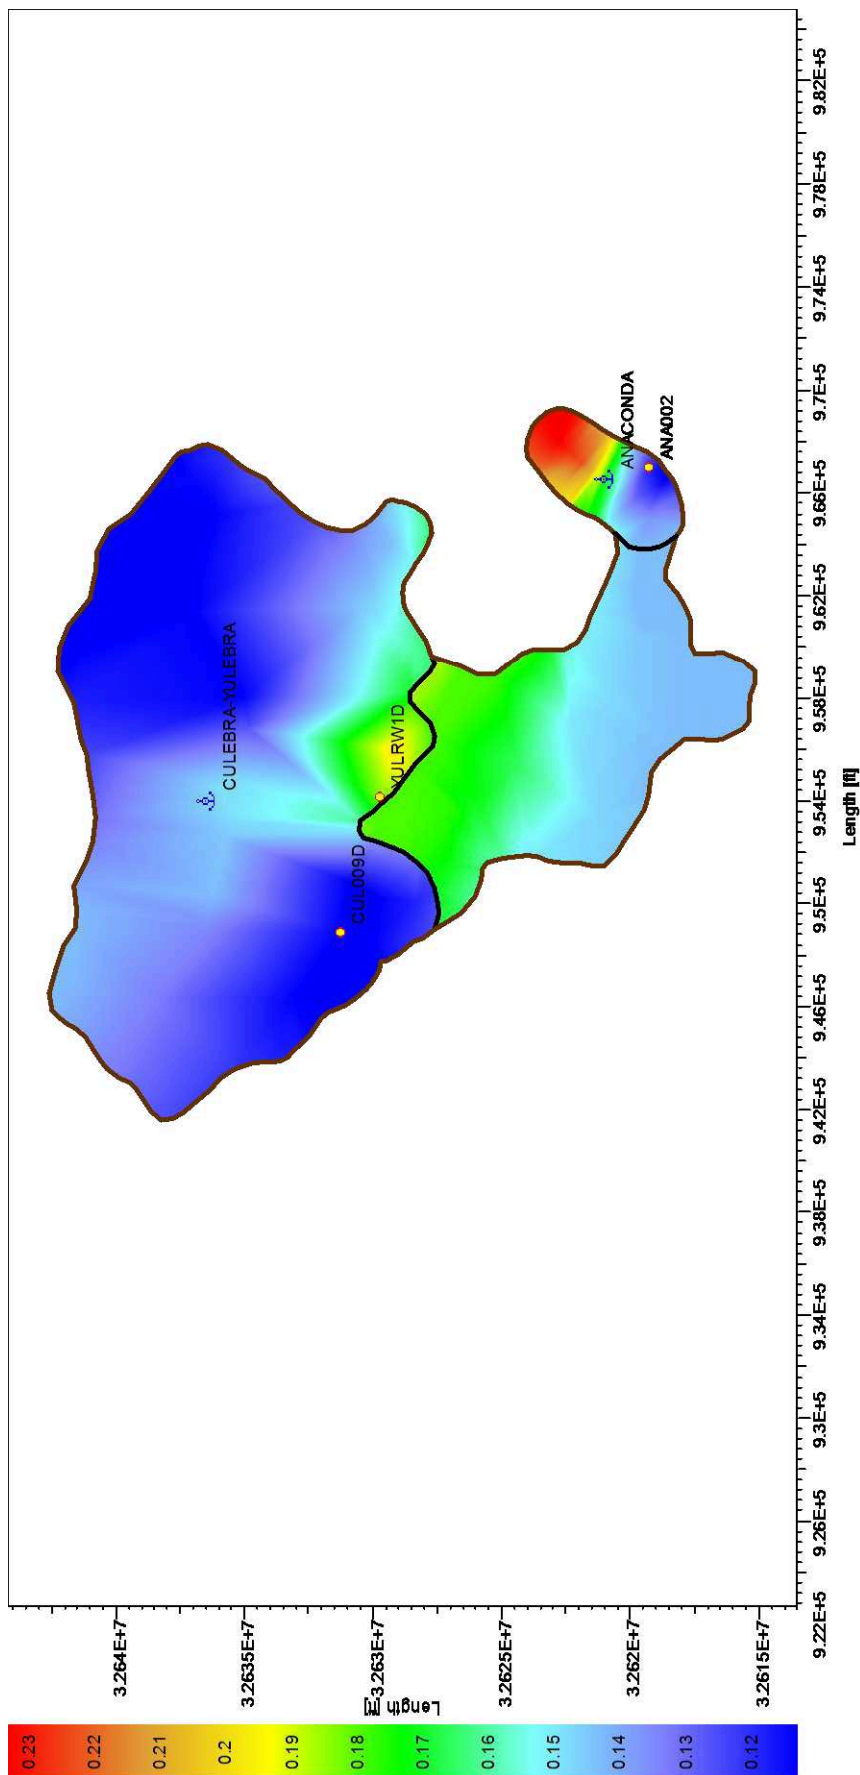 0.23
0.22
0.21
0.2
0.19
0.18
0.17
0.16
0.15
0.14
0.13
0.12
Length [ft]
3.264E+7
3.2635E+7
3.263E+7
3.2625E+7
3.262E+7
3.2615E+7
CULEBRA-YULEBRA
CUL009D
YULRW1D
ANACONDA
ANA002
9.22E+5
9.26E+5
9.3E+5
9.34E+5
9.38E+5
9.42E+5
9.46E+5
9.5E+5
9.54E+5
9.58E+5
9.62E+5
9.66E+5
9.7E+5
9.74E+5
9.78E+5
9.82E+5
Length [ft]